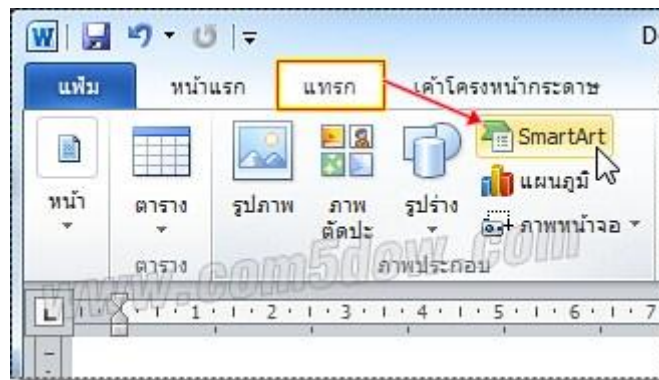 W
D
แฟ้ม หน้าแรก แทรก เค้าโครงหน้ากระดาษ
หน้า
ตาราง
รูปภาพ
ภาพ
ตัดปะ
รูปร่าง
SmartArt
แผนภูมิ
ภาพหน้าจอ
ตาราง ภาพประกอบ
www.com5dow.com
L 1 2 3 4 5 6 7